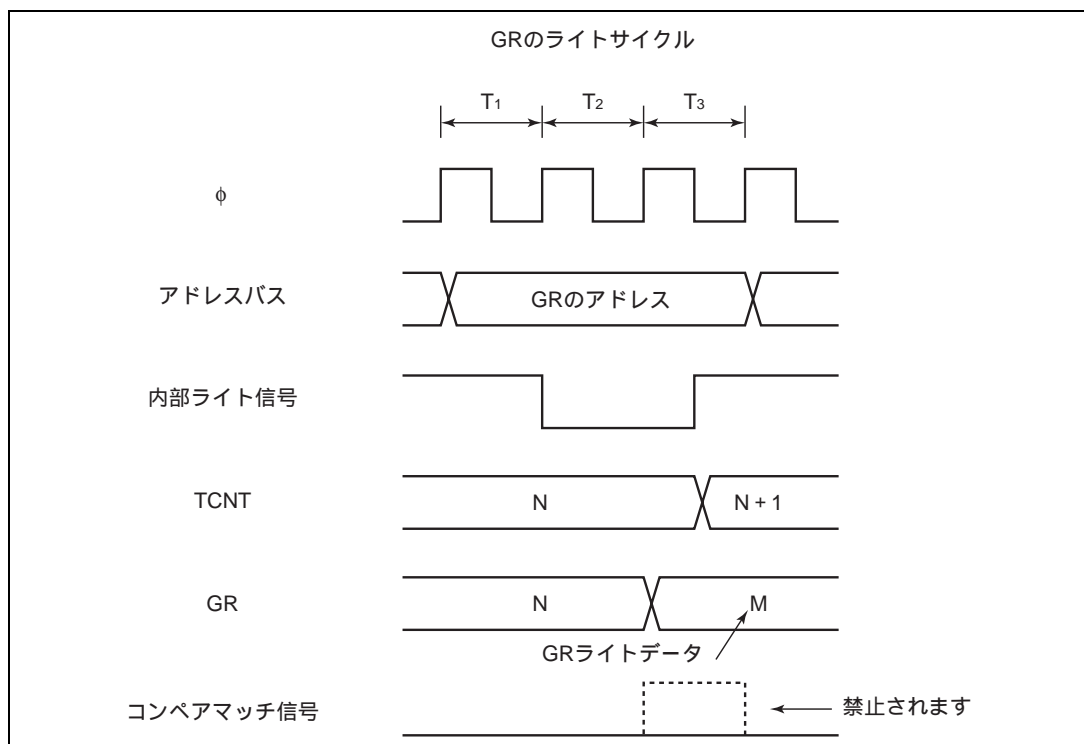 GRのライトサイクル
T1 T2 T3
φ
アドレスバス GRのアドレス
内部ライト信号
TCNT N N + 1
GR N M
GRライトデータ
コンペアマッチ信号 禁止されます